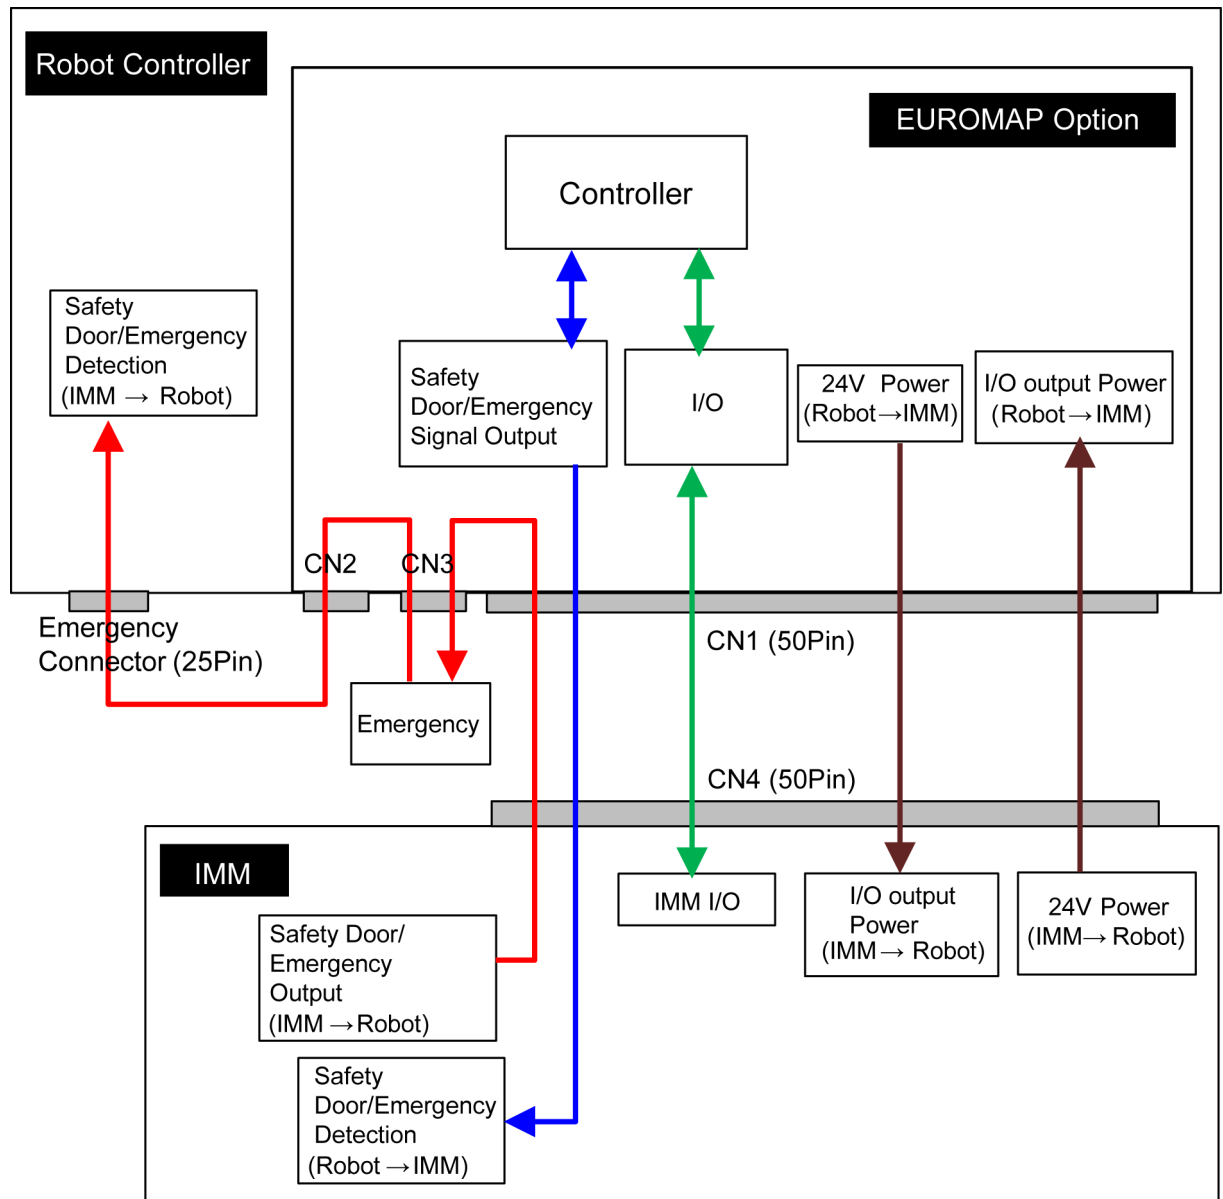 Robot Controller
EUROMAP Option
Controller
Safety
Door/Emergency
Detection
(IMM → Robot)
Safety
Door/Emergency
Signal Output
I/O
24V Power
(Robot→IMM)
I/O output Power
(Robot→IMM)
CN2
CN3
Emergency
Connector (25Pin)
CN1 (50Pin)
Emergency
CN4 (50Pin)
IMM
IMM I/O
I/O output
Power
(IMM→ Robot)
24V Power
(IMM→ Robot)
Safety Door/
Emergency
Output
(IMM →Robot)
Safety
Door/Emergency
Detection
(Robot →IMM)